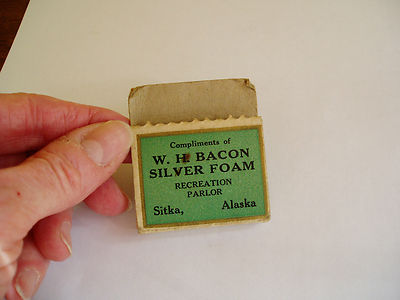 Compliments of
W. H. BACON
SILVER FOAM
RECREATION
PARLOR
Sitka, Alaska